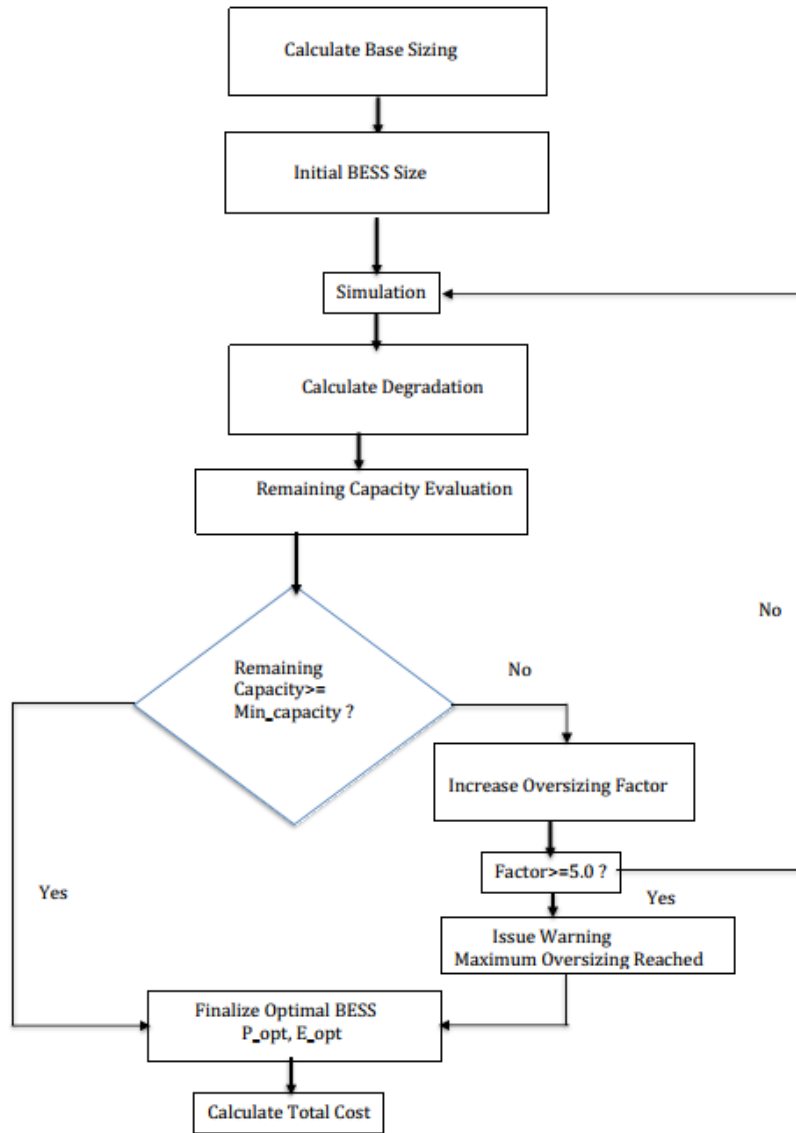 Calculate Base Sizing
Initial BESS Size
Simulation
Calculate Degradation
Remaining Capacity Evaluation
Remaining
Capacity>=
Min_capacity ?
No
No
Increase Oversizing Factor
Factor>=5.0 ?
Yes
Yes
Issue Warning
Maximum Oversizing Reached
Finalize Optimal BESS
P_opt, E_opt
Calculate Total Cost